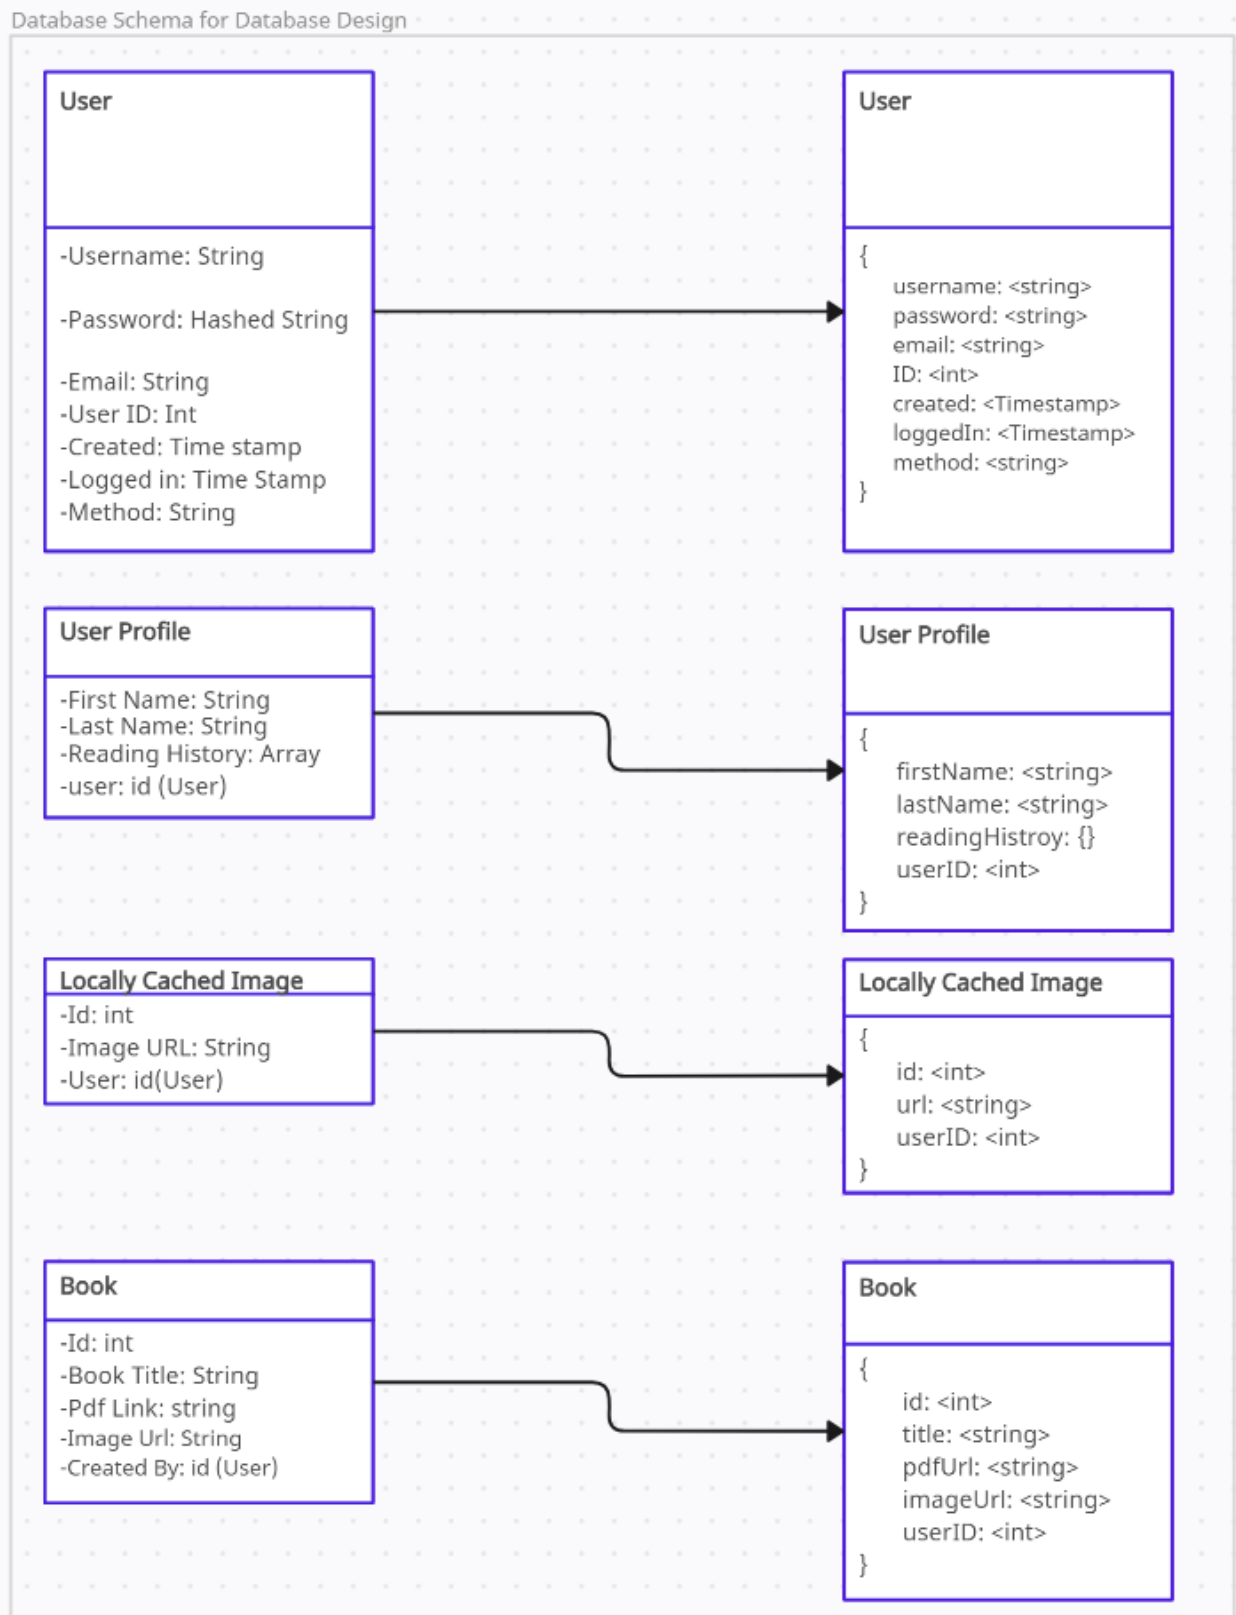 Database Schema for Database Design
User
-Username: String
-Password: Hashed String
-Email: String
-User ID: Int
-Created: Time stamp
-Logged in: Time Stamp
-Method: String
User
{
username: <string>
password: <string>
email: <string>
ID: <int>
created: <Timestamp>
loggedIn: <Timestamp>
method: <string>
}
User Profile
-First Name: String
-Last Name: String
-Reading History: Array
-user: id (User)
User Profile
{
firstName: <string>
lastName: <string>
readingHistroy: {}
userID: <int>
}
Locally Cached Image
-Id: int
-Image URL: String
-User: id(User)
Locally Cached Image
{
id: <int>
url: <string>
userID: <int>
}
Book
-Id: int
-Book Title: String
-Pdf Link: string
-Image Url: String
-Created By: id (User)
Book
{
id: <int>
title: <string>
pdfUrl: <string>
imageUrl: <string>
userID: <int>
}